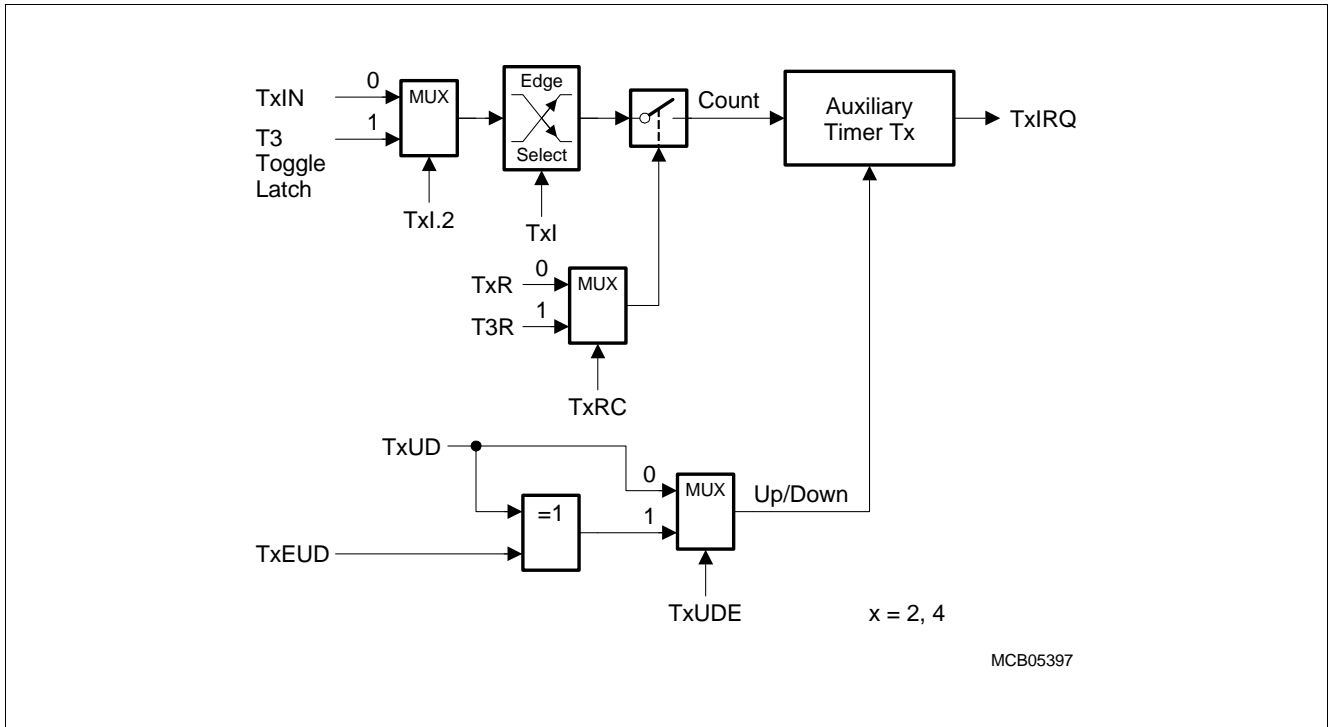 TxIN
0
MUX
T3
Toggle
Latch
1
TxI.2
Edge
Select
TxI
Count
Auxiliary
Timer Tx
TxIRQ
TxR
0
MUX
T3R
1
TxRC
TxUD
0
MUX
Up/Down
=1
1
TxEUD
TxUDE
x = 2, 4
MCB05397